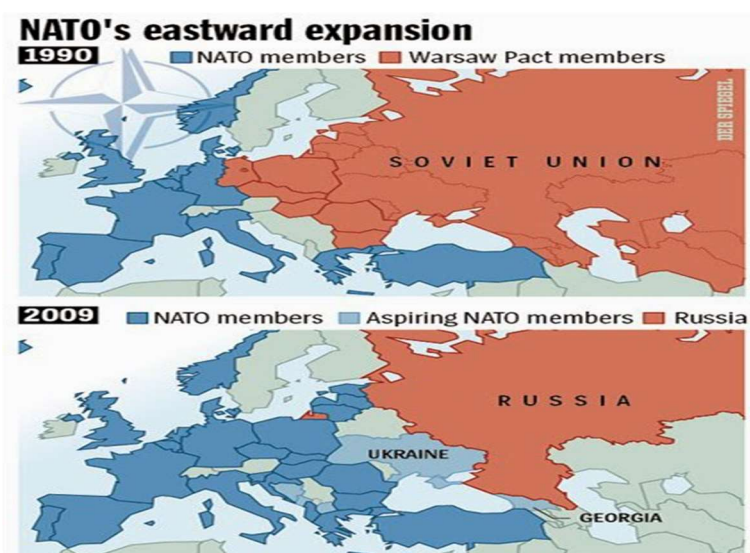 NATO's eastward expansion
1990 NATO members Warsaw Pact members
DER SPIEGEL
SOVIET UNION
2009 NATO members Aspiring NATO members Russia
RUSSIA
UKRAINE
GEORGIA